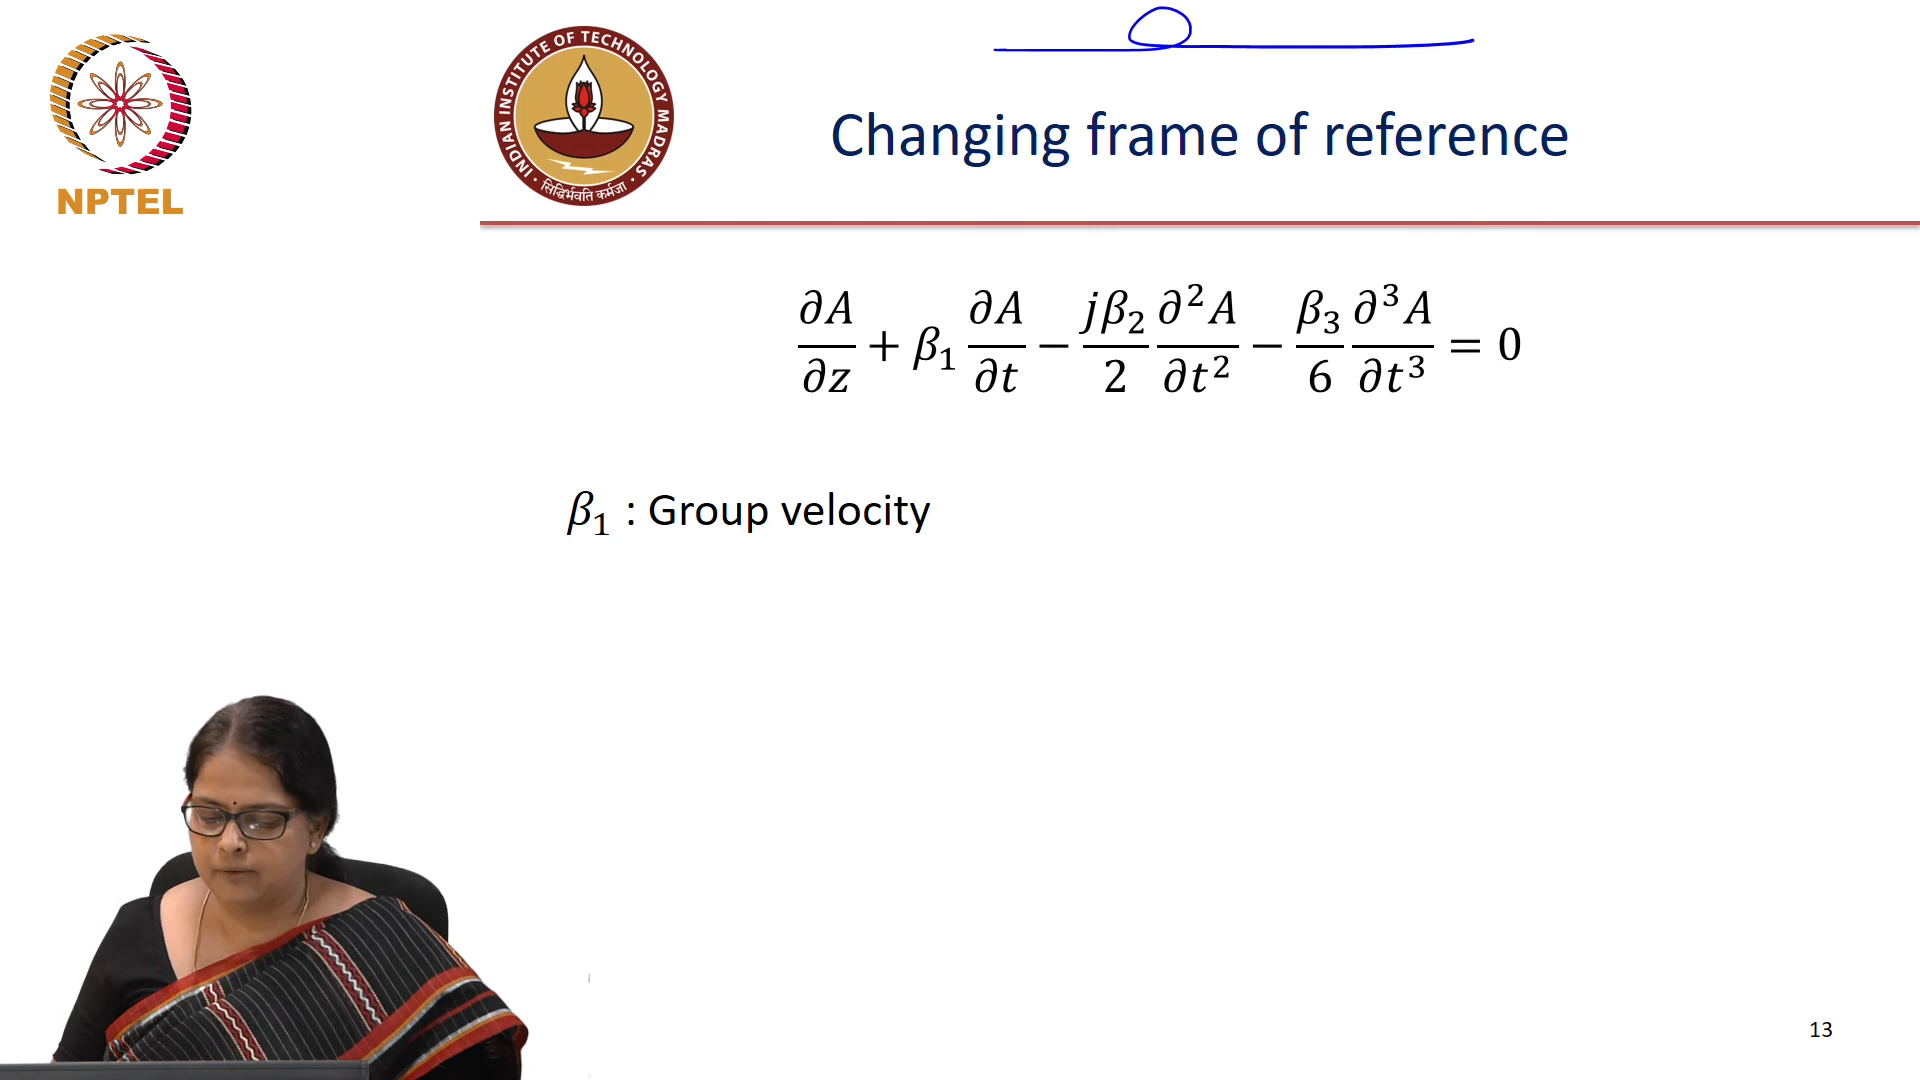 NPTEL
INDIAN INSTITUTE OF TECHNOLOGY MADRAS
सिद्धिर्भवति कर्मजा
Changing frame of reference
∂A/∂z + β₁ ∂A/∂t − jβ₂/2 ∂²A/∂t² − β₃/6 ∂³A/∂t³ = 0
β₁ : Group velocity
13